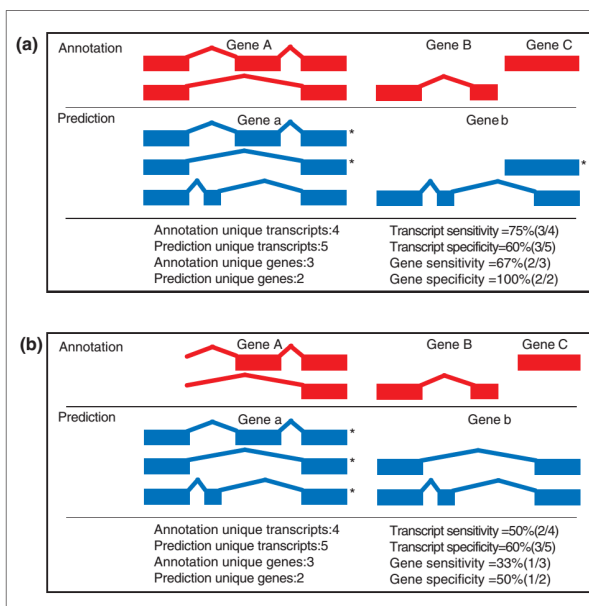 (a)
Annotation Gene A Gene B Gene C
Prediction Gene a Gene b
*
* *
Annotation unique transcripts:4 Transcript sensitivity =75%(3/4)
Prediction unique transcripts:5 Transcript specificity=60%(3/5)
Annotation unique genes:3 Gene sensitivity =67%(2/3)
Prediction unique genes:2 Gene specificity =100%(2/2)
(b)
Annotation Gene A Gene B Gene C
Prediction Gene a Gene b
*
*
*
Annotation unique transcripts:4 Transcript sensitivity =50%(2/4)
Prediction unique transcripts:5 Transcript specificity=60%(3/5)
Annotation unique genes:3 Gene sensitivity =33%(1/3)
Prediction unique genes:2 Gene specificity =50%(1/2)